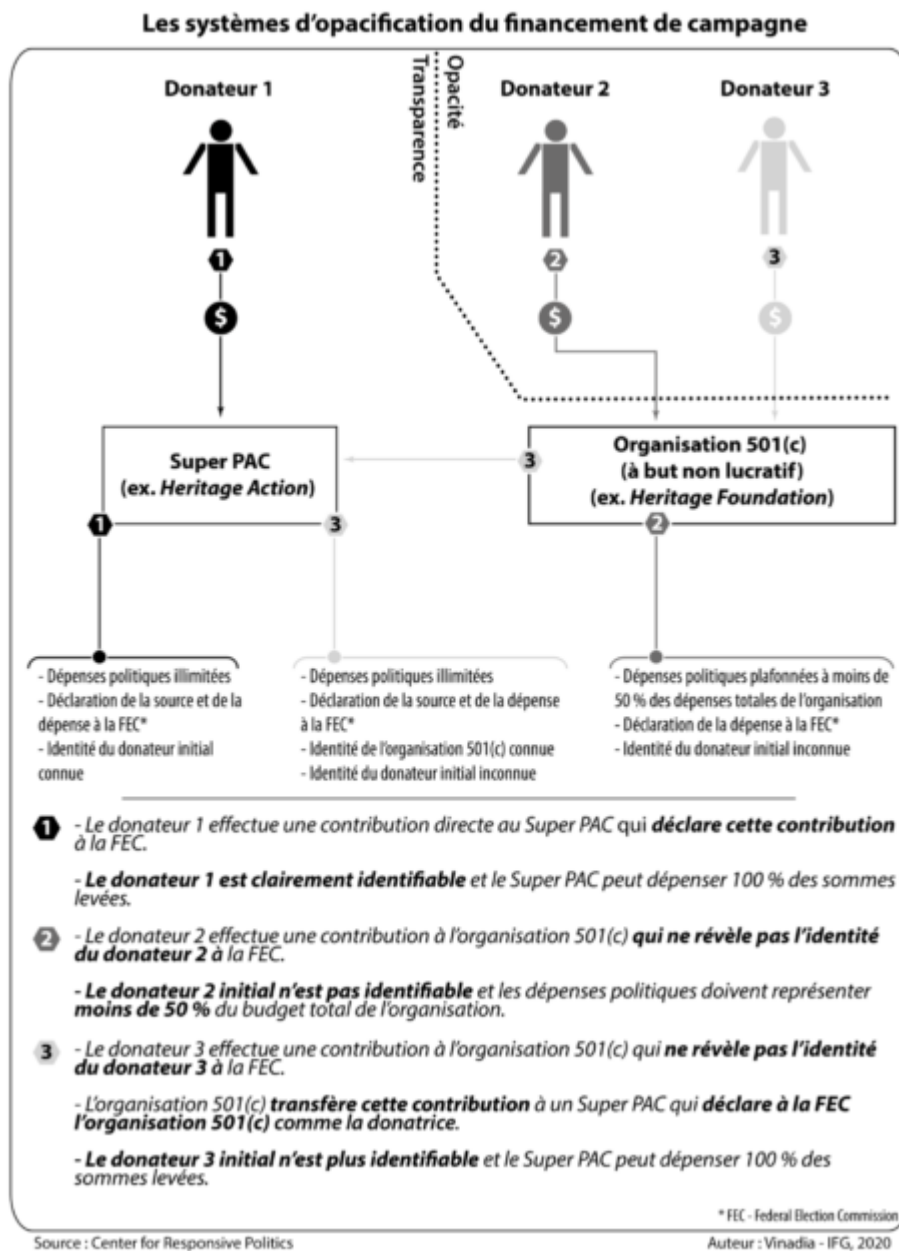 Les systèmes d'opacification du financement de campagne
Donateur 1
Opacité
Transparence
Donateur 2
Donateur 3
1
2
3
$
$
$
Super PAC
(ex. Heritage Action)
3
Organisation 501(c)
(à but non lucratif)
(ex. Heritage Foundation)
1
3
2
- Dépenses politiques illimitées
- Déclaration de la source et de la
dépense à la FEC*
- Identité du donateur initial
connue
- Dépenses politiques illimitées
- Déclaration de la source et de la dépense
à la FEC*
- Identité de l'organisation 501(c) connue
- Identité du donateur initial inconnue
- Dépenses politiques plafonnées à moins de
50 % des dépenses totales de l'organisation
- Déclaration de la dépense à la FEC*
- Identité du donateur initial inconnue
1 - Le donateur 1 effectue une contribution directe au Super PAC qui déclare cette contribution
à la FEC.
- Le donateur 1 est clairement identifiable et le Super PAC peut dépenser 100 % des sommes
levées.
2 - Le donateur 2 effectue une contribution à l'organisation 501(c) qui ne révèle pas l'identité
du donateur 2 à la FEC.
- Le donateur 2 initial n'est pas identifiable et les dépenses politiques doivent représenter
moins de 50 % du budget total de l'organisation.
3 - Le donateur 3 effectue une contribution à l'organisation 501(c) qui ne révèle pas l'identité
du donateur 3 à la FEC.
- L'organisation 501(c) transfère cette contribution à un Super PAC qui déclare à la FEC
l'organisation 501(c) comme la donatrice.
- Le donateur 3 initial n'est plus identifiable et le Super PAC peut dépenser 100 % des
sommes levées.
* FEC - Federal Election Commission
Source : Center for Responsive Politics
Auteur : Vinadia - IFG, 2020